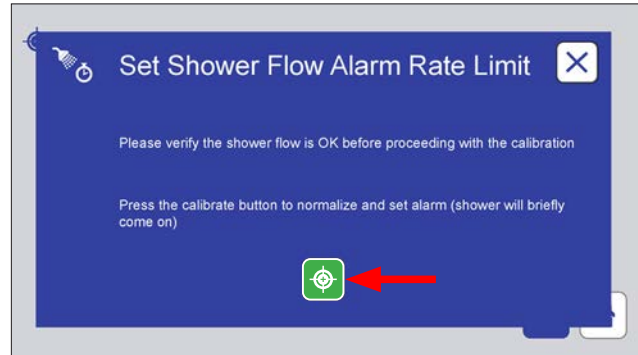 Set Shower Flow Alarm Rate Limit
Please verify the shower flow is OK before proceeding with the calibration
Press the calibrate button to normalize and set alarm (shower will briefly
come on)